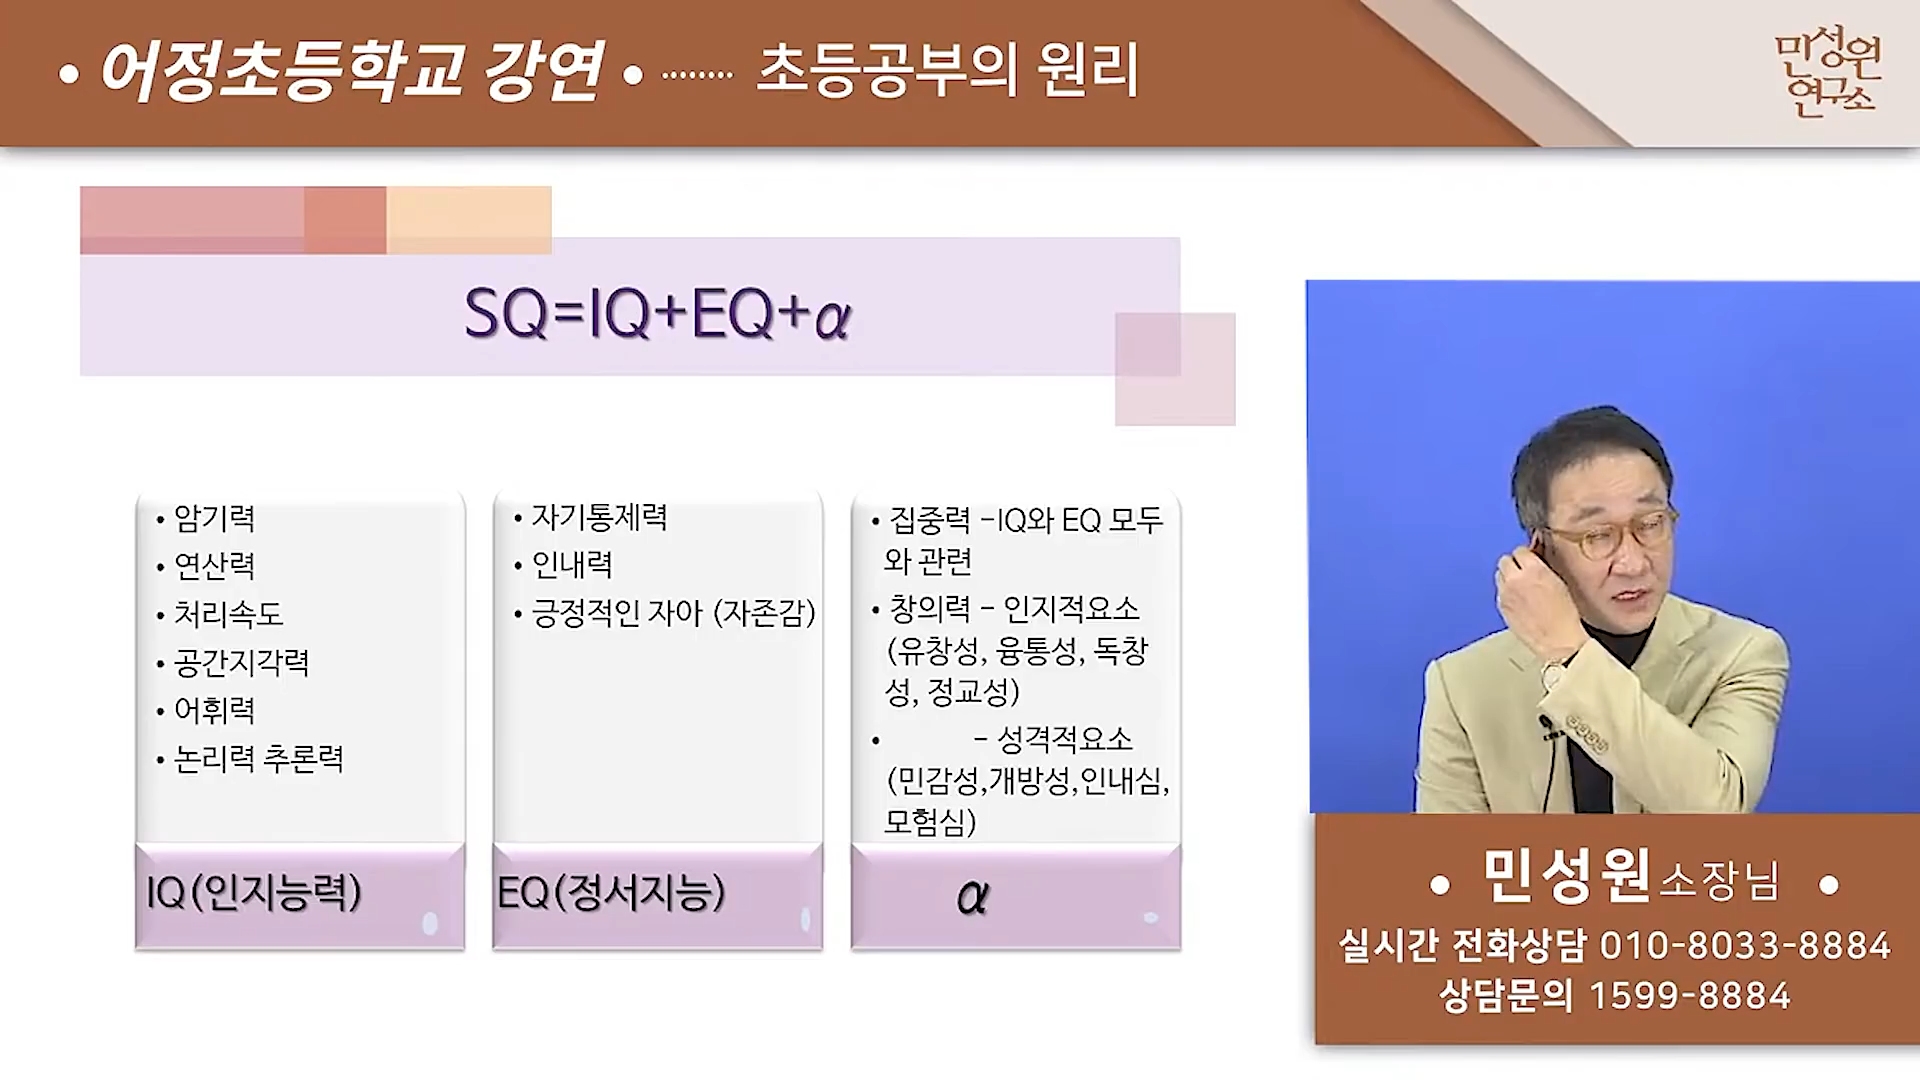 • 어정초등학교 강연 • ········ 초등공부의 원리
민성원
연구소
SQ=IQ+EQ+α
• 암기력
• 연산력
• 처리속도
• 공간지각력
• 어휘력
• 논리력 추론력
IQ(인지능력)
• 자기통제력
• 인내력
• 긍정적인 자아 (자존감)
EQ(정서지능)
• 집중력 -IQ와 EQ 모두
와 관련
• 창의력 - 인지적요소
(유창성, 융통성, 독창
성, 정교성)
• - 성격적요소
(민감성,개방성,인내심,
모험심)
α
• 민성원 소장님 •
실시간 전화상담 010-8033-8884
상담문의 1599-8884